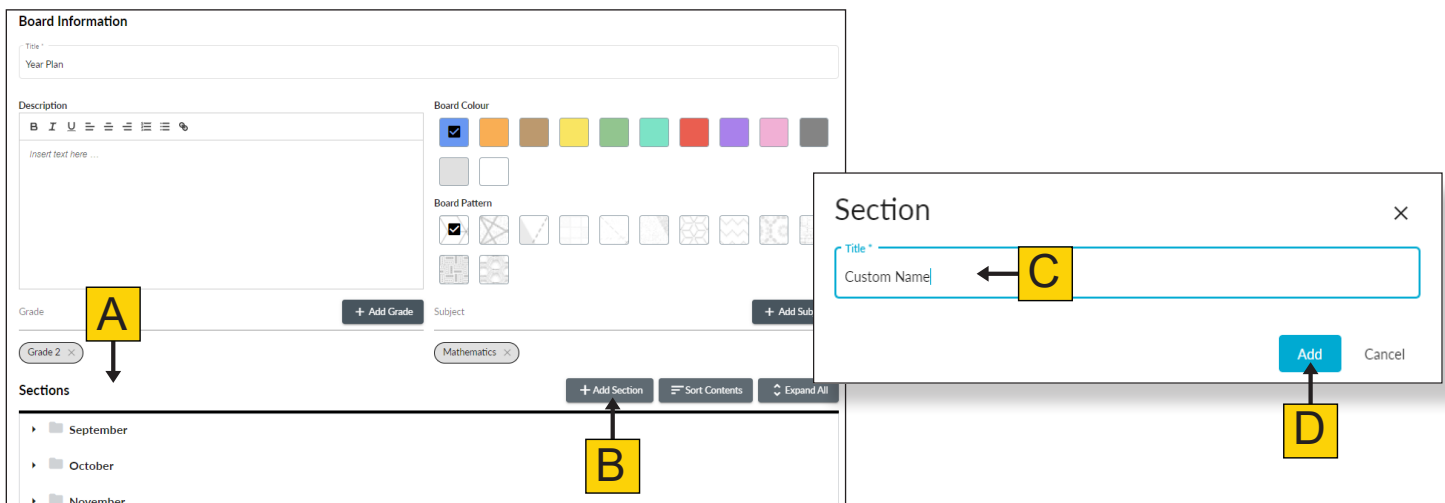 Board Information
Title *
Year Plan
Description
B I U
Insert text here ...
Board Colour
Board Pattern
Grade
+ Add Grade
Subject
+ Add Sub
Grade 2 ×
Mathematics ×
A
Sections
+ Add Section
Sort Contents
Expand All
September
October
November
B
Section
×
Title *
Custom Name
C
Add
Cancel
D